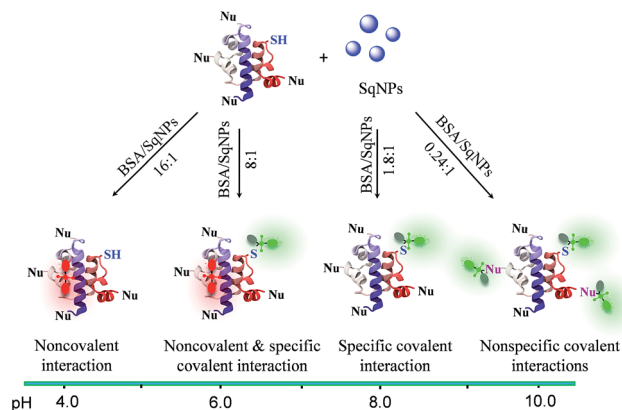 Nu
SH
Nu
Nu
Nu
+
SqNPs
BSA/SqNPs
16:1
BSA/SqNPs
8:1
BSA/SqNPs
1.8:1
BSA/SqNPs
0.24:1
Nu
SH
Nu
Nu
Nu
Nu
S
Nu
Nu
Nu
Nu
S
Nu
Nu
Nu
Nu
S
Nu
Nu
Nu
Noncovalent
interaction
Noncovalent & specific
covalent interaction
Specific covalent
interaction
Nonspecific covalent
interactions
pH 4.0 6.0 8.0 10.0